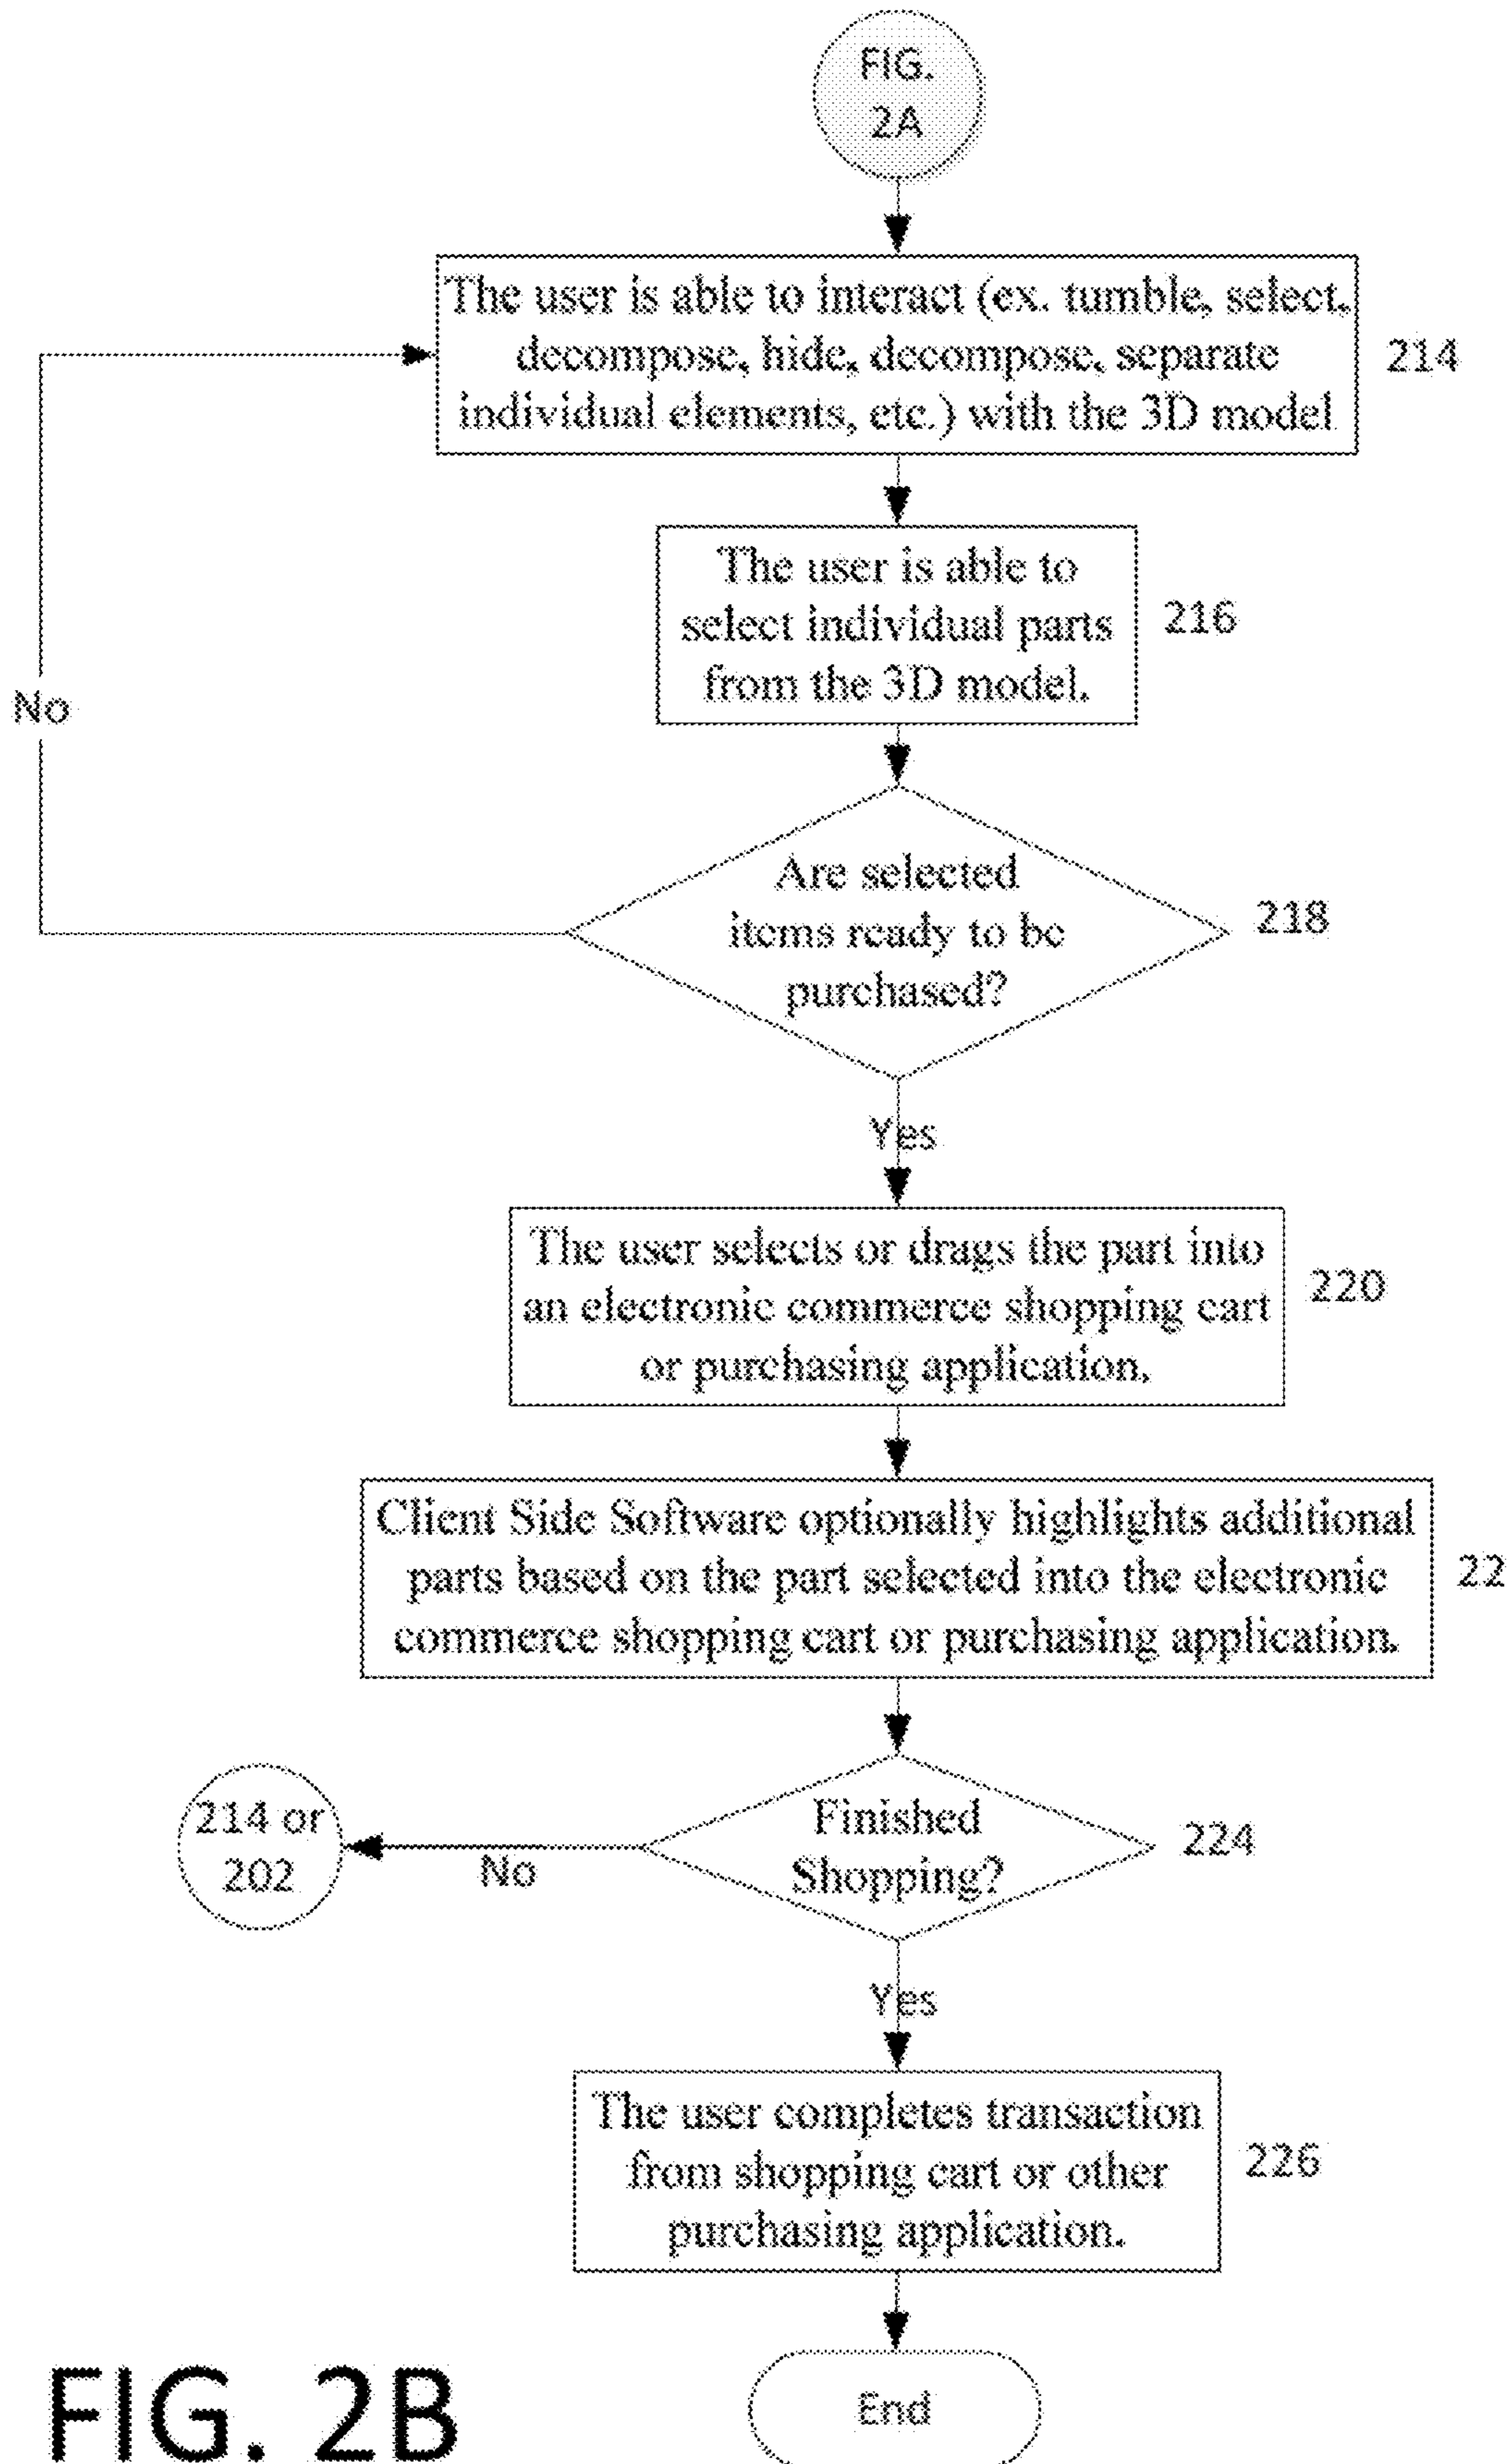 FIG.
2A
The user is able to interact (ex. tumble, select,
decompose, hide, decompose, separate
individual elements, etc.) with the 3D model
214
The user is able to
select individual parts
from the 3D model.
216
No
Are selected
items ready to be
purchased?
218
Yes
The user selects or drags the part into
an electronic commerce shopping cart
or purchasing application.
220
Client Side Software optionally highlights additional
parts based on the part selected into the electronic
commerce shopping cart or purchasing application.
22
Finished
Shopping?
224
214 or
202
No
Yes
The user completes transaction
from shopping cart or other
purchasing application.
226
End
FIG. 2B